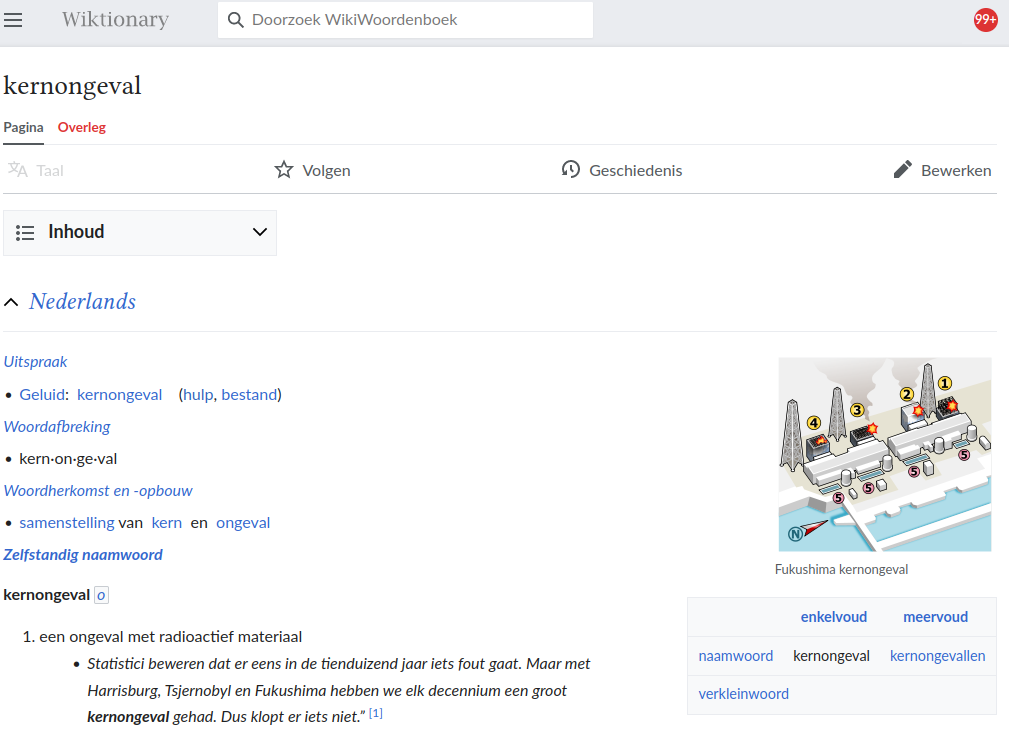 Wiktionary
Doorzoek WikiWoordenboek
99+
kernongeval
Pagina Overleg
Taal Volgen Geschiedenis Bewerken
Inhoud
Nederlands
Uitspraak
• Geluid: kernongeval (hulp, bestand)
Woordafbreking
• kern·on·ge·val
Woordherkomst en -opbouw
• samenstelling van kern en ongeval
Zelfstandig naamwoord
kernongeval o
1. een ongeval met radioactief materiaal
• Statistici beweren dat er eens in de tienduizend jaar iets fout gaat. Maar met
Harrisburg, Tsjernobyl en Fukushima hebben we elk decennium een groot
kernongeval gehad. Dus klopt er iets niet.” [1]
1
2
3
4
5
5
5
5
N
Fukushima kernongeval
enkelvoud meervoud
naamwoord kernongeval kernongevallen
verkleinwoord